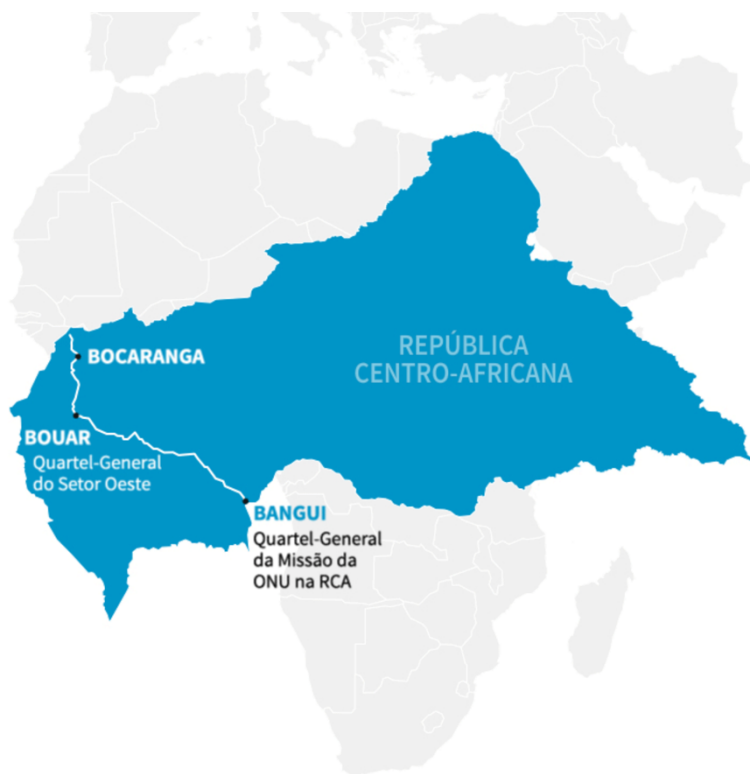 REPÚBLICA
CENTRO-AFRICANA
BOCARANGA
BOUAR
Quartel-General
do Setor Oeste
BANGUI
Quartel-General
da Missão da
ONU na RCA